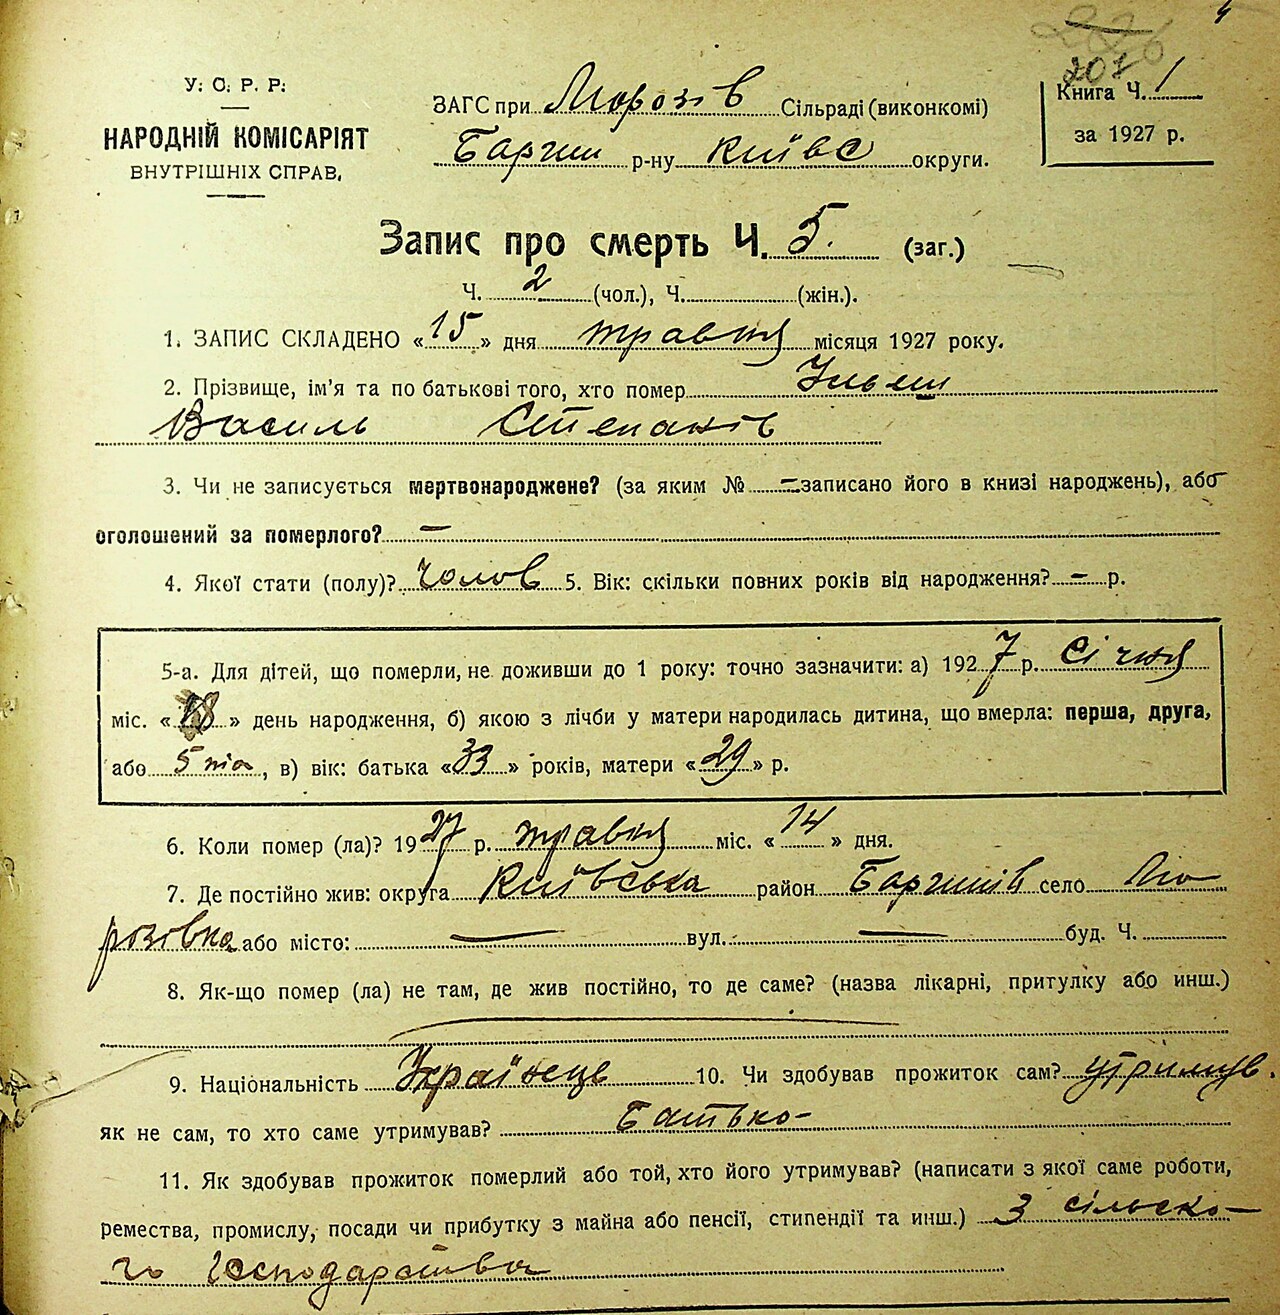 4
226
201
У. С. Р. Р.
НАРОДНІЙ КОМІСАРІЯТ
ВНУТРІШНІХ СПРАВ.
ЗАГС при Морозів Сільраді (виконкомі)
р-ну Київс округи.
Книга Ч. 1
за 1927 р.
Запис про смерть Ч. 5. (заг.)
Ч. 2 (чол.), Ч. (жін.).
1. ЗАПИС СКЛАДЕНО « 15 » дня травня місяця 1927 року.
2. Прізвище, ім'я та по батькові того, хто помер
Василь Степанів
3. Чи не записується мертвонароджене? (за яким № – записано його в книзі народжень), або
оголошений за померлого? –
4. Якої стати (полу)? чолов 5. Вік: скільки повних років від народження? – р.
5-а. Для дітей, що померли, не доживши до 1 року: точно зазначити: а) 1927 р. Січня
міс. « » день народження, б) якою з лічби у матери народилась дитина, що вмерла: перша, друга,
або 5 та, в) вік: батька « 33 » років, матери « 29 » р.
6. Коли помер (ла)? 1927 р. травня міс. « 14 » дня.
7. Де постійно жив: округа Київська район село Мо
розівка або місто: — вул. — буд. Ч.
8. Як-що помер (ла) не там, де жив постійно, то де саме? (назва лікарні, притулку або инш.)
9. Національність Українець 10. Чи здобував прожиток сам? утримув.
як не сам, то хто саме утримував? Батько–
11. Як здобував прожиток померлий або той, хто його утримував? (написати з якої саме роботи,
ремества, промислу, посади чи прибутку з майна або пенсії, стипендії та инш.) З сільсько-
го господарства